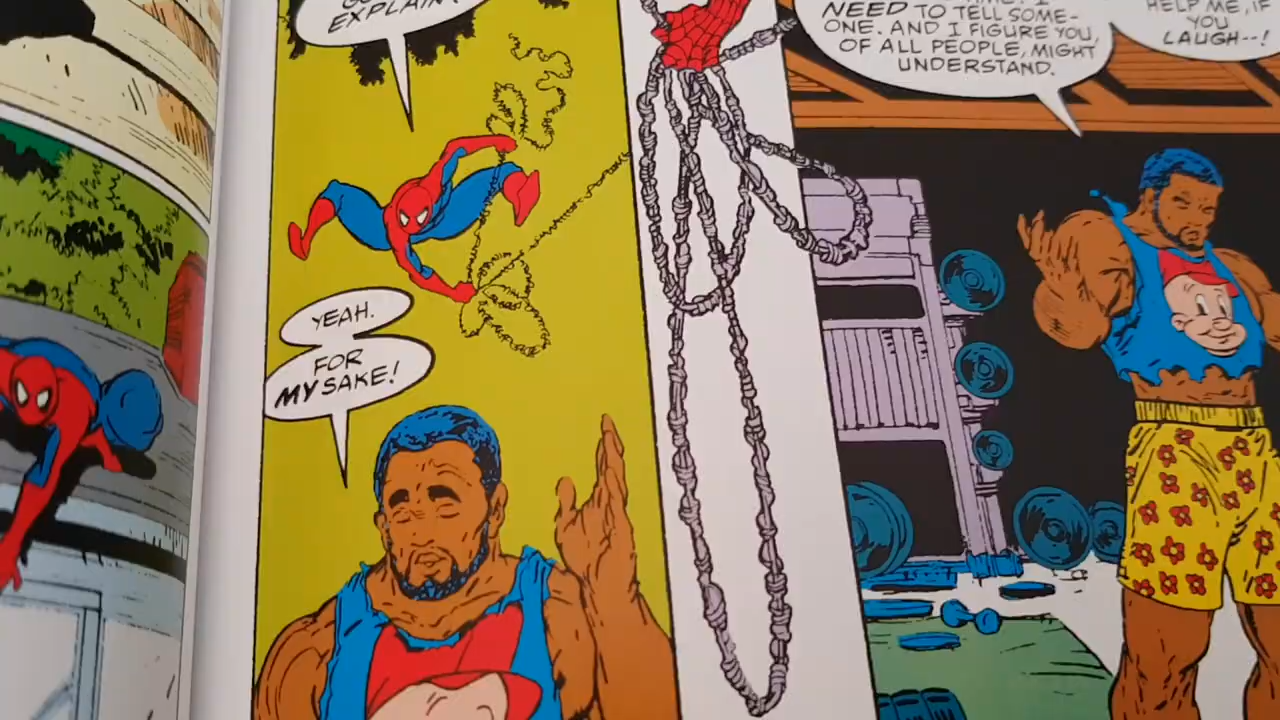 EXPLAIN.
YEAH.
FOR
MY SAKE!
NEED TO TELL SOME-
ONE. AND I FIGURE YOU,
OF ALL PEOPLE, MIGHT
UNDERSTAND.
HELP ME, IF
YOU
LAUGH--!